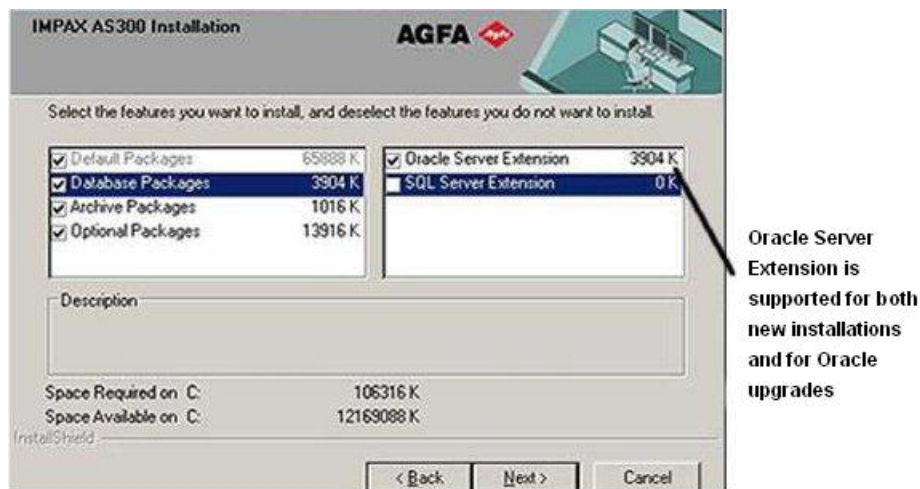 IMPAX AS300 Installation
AGFA
Select the features you want to install, and deselect the features you do not want to install.
Default Packages 65888 K
Database Packages 3904 K
Archive Packages 1016 K
Optional Packages 13916 K
Oracle Server Extension 3904 K
SQL Server Extension 0 K
Description
Space Required on C: 106316 K
Space Available on C: 12169088 K
InstallShield
< Back
Next >
Cancel
Oracle Server
Extension is
supported for both
new installations
and for Oracle
upgrades